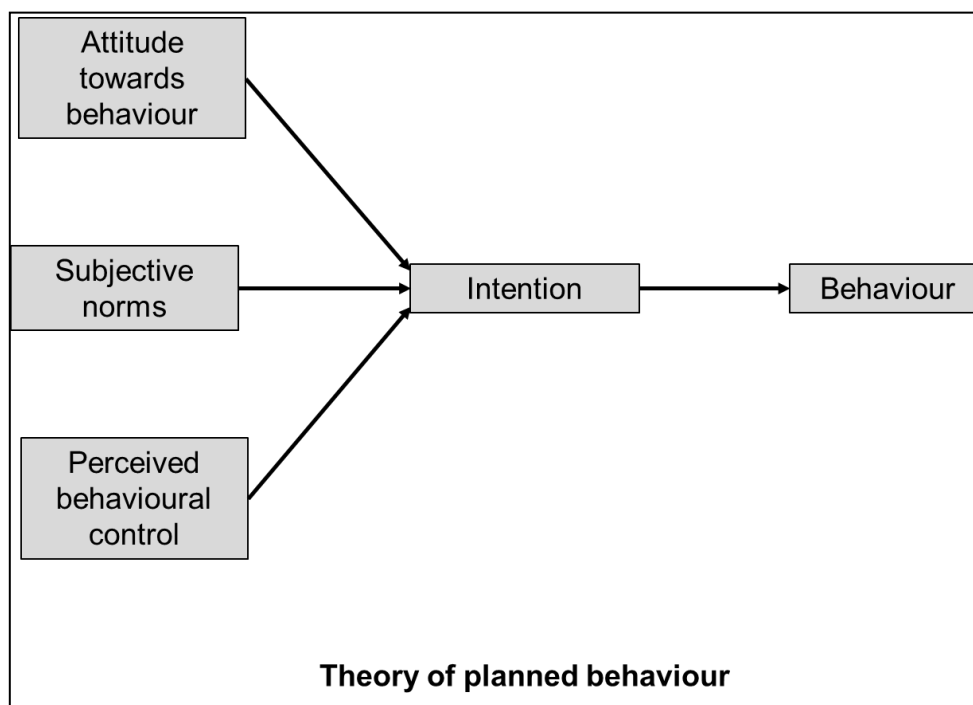 Attitude
towards
behaviour
Subjective
norms
Intention
Behaviour
Perceived
behavioural
control
Theory of planned behaviour